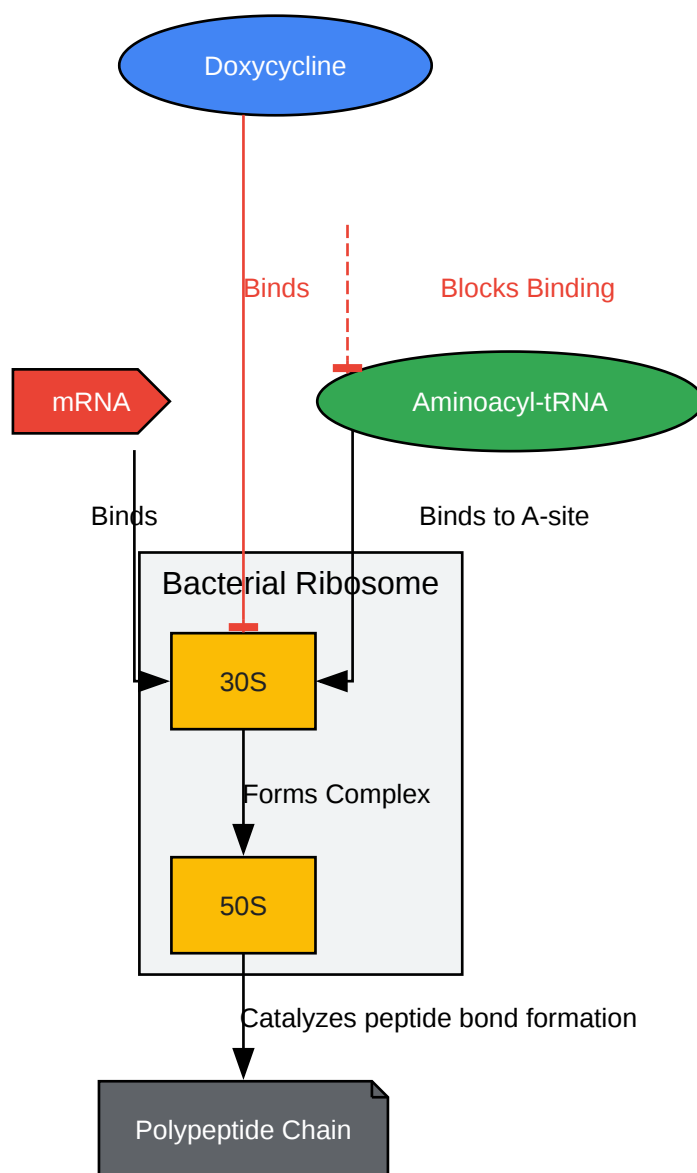 Doxycycline
Binds
Blocks Binding
mRNA
Aminoacyl-tRNA
Binds
Binds to A-site
Bacterial Ribosome
30S
Forms Complex
50S
Catalyzes peptide bond formation
Polypeptide Chain